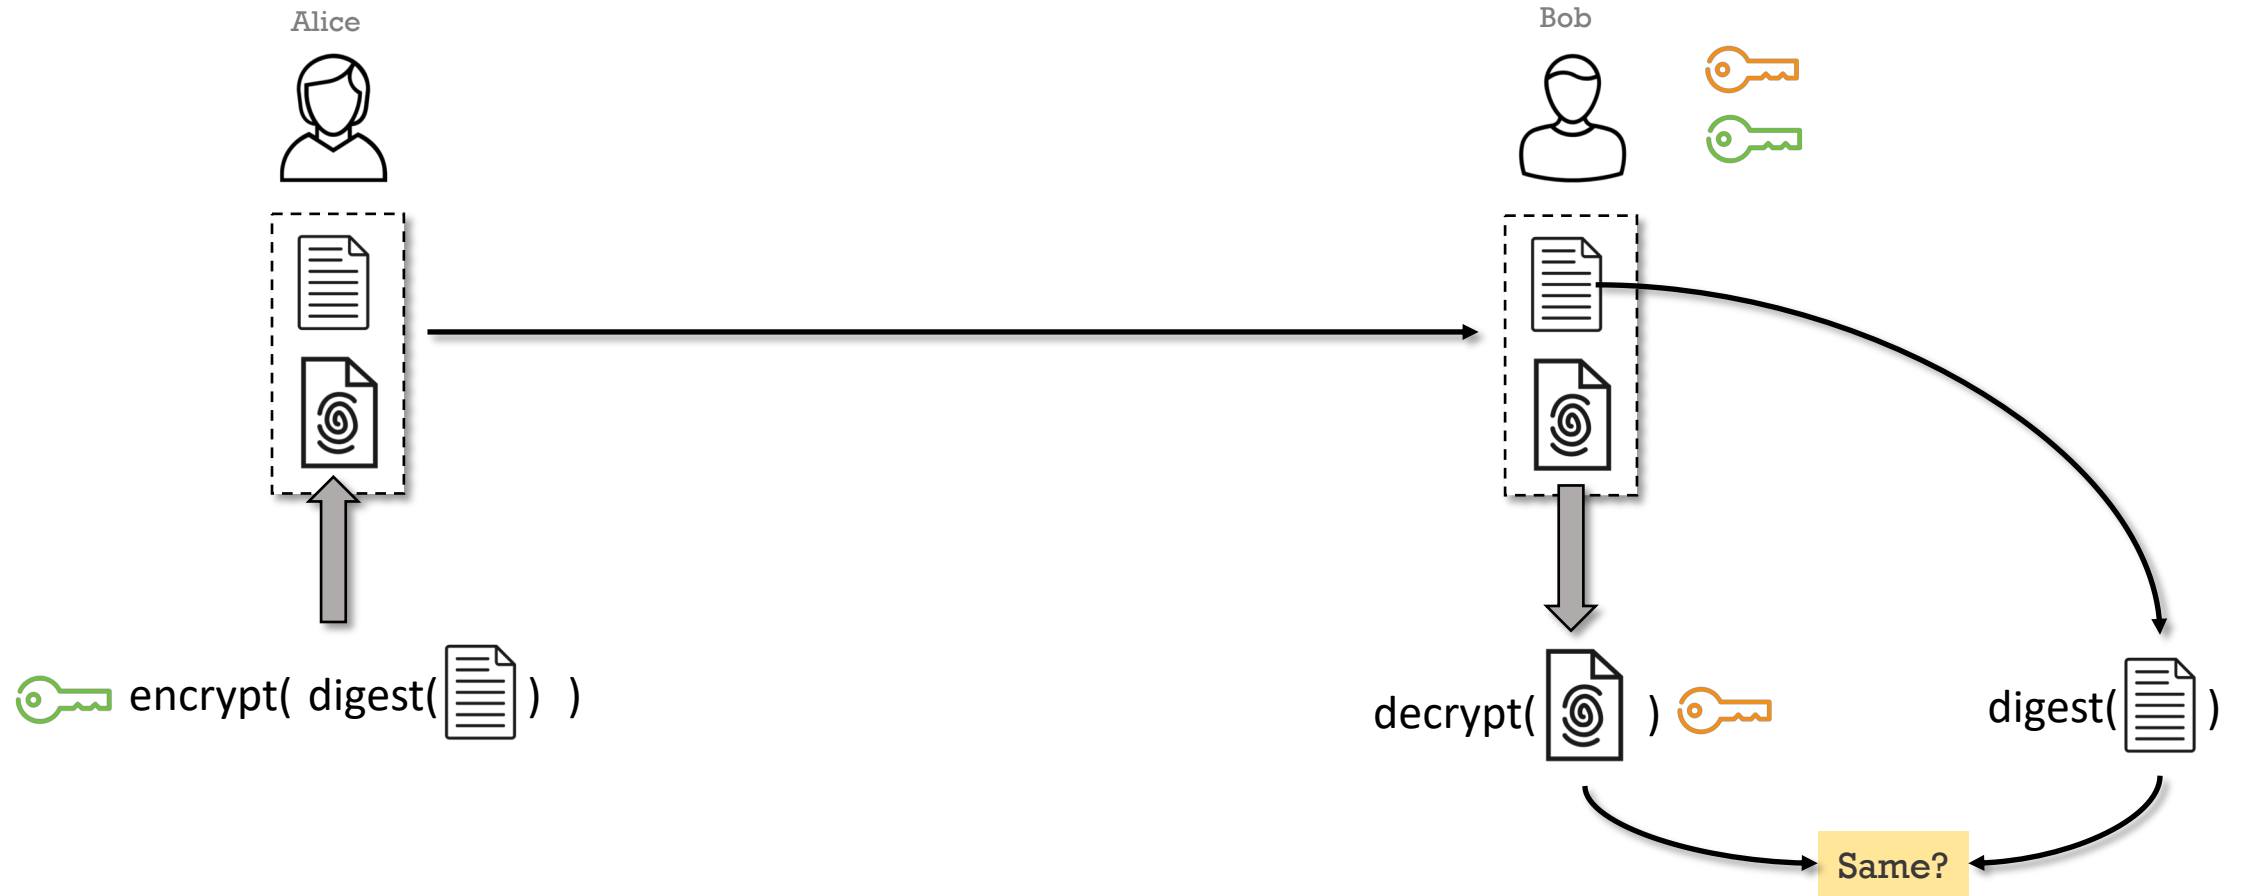 Alice
Bob
encrypt( digest( ) )
decrypt( )
digest( )
Same?